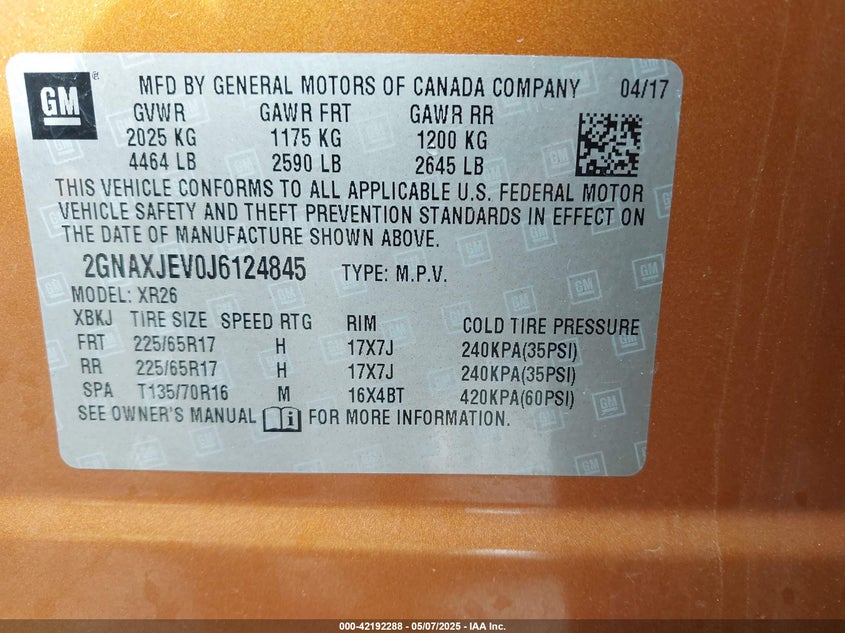 GM ®
MFD BY GENERAL MOTORS OF CANADA COMPANY 04/17
GVWR GAWR FRT GAWR RR
2025 KG 1175 KG 1200 KG
4464 LB 2590 LB 2645 LB
THIS VEHICLE CONFORMS TO ALL APPLICABLE U.S. FEDERAL MOTOR
VEHICLE SAFETY AND THEFT PREVENTION STANDARDS IN EFFECT ON
THE DATE OF MANUFACTURE SHOWN ABOVE.
2GNAXJEV0J6124845 TYPE: M.P.V.
MODEL: XR26
XBKJ TIRE SIZE SPEED RTG RIM COLD TIRE PRESSURE
FRT 225/65R17 H 17X7J 240KPA(35PSI)
RR 225/65R17 H 17X7J 240KPA(35PSI)
SPA T135/70R16 M 16X4BT 420KPA(60PSI)
SEE OWNER'S MANUAL i FOR MORE INFORMATION.
000-42192288 - 05/07/2025 - IAA Inc.